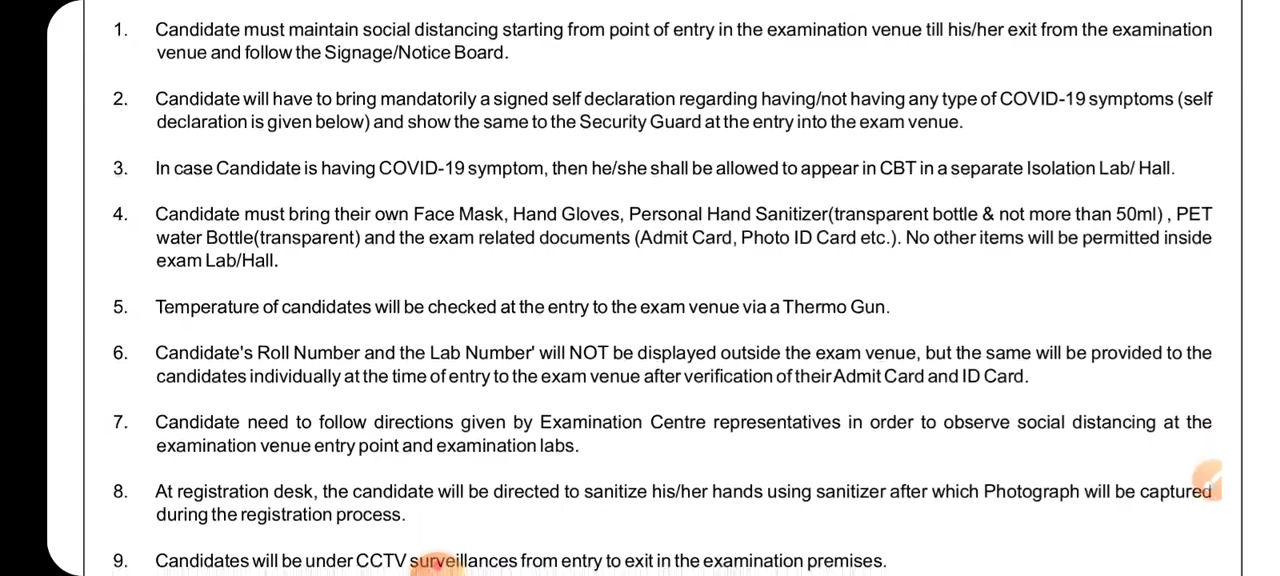 1. Candidate must maintain social distancing starting from point of entry in the examination venue till his/her exit from the examination
venue and follow the Signage/Notice Board.
2. Candidate will have to bring mandatorily a signed self declaration regarding having/not having any type of COVID-19 symptoms (self
declaration is given below) and show the same to the Security Guard at the entry into the exam venue.
3. In case Candidate is having COVID-19 symptom, then he/she shall be allowed to appear in CBT in a separate Isolation Lab/ Hall.
4. Candidate must bring their own Face Mask, Hand Gloves, Personal Hand Sanitizer(transparent bottle & not more than 50ml) , PET
water Bottle(transparent) and the exam related documents (Admit Card, Photo ID Card etc.). No other items will be permitted inside
exam Lab/Hall.
5. Temperature of candidates will be checked at the entry to the exam venue via a Thermo Gun.
6. Candidate's Roll Number and the Lab Number' will NOT be displayed outside the exam venue, but the same will be provided to the
candidates individually at the time of entry to the exam venue after verification of their Admit Card and ID Card.
7. Candidate need to follow directions given by Examination Centre representatives in order to observe social distancing at the
examination venue entry point and examination labs.
8. At registration desk, the candidate will be directed to sanitize his/her hands using sanitizer after which Photograph will be captured
during the registration process.
9. Candidates will be under CCTV surveillances from entry to exit in the examination premises.